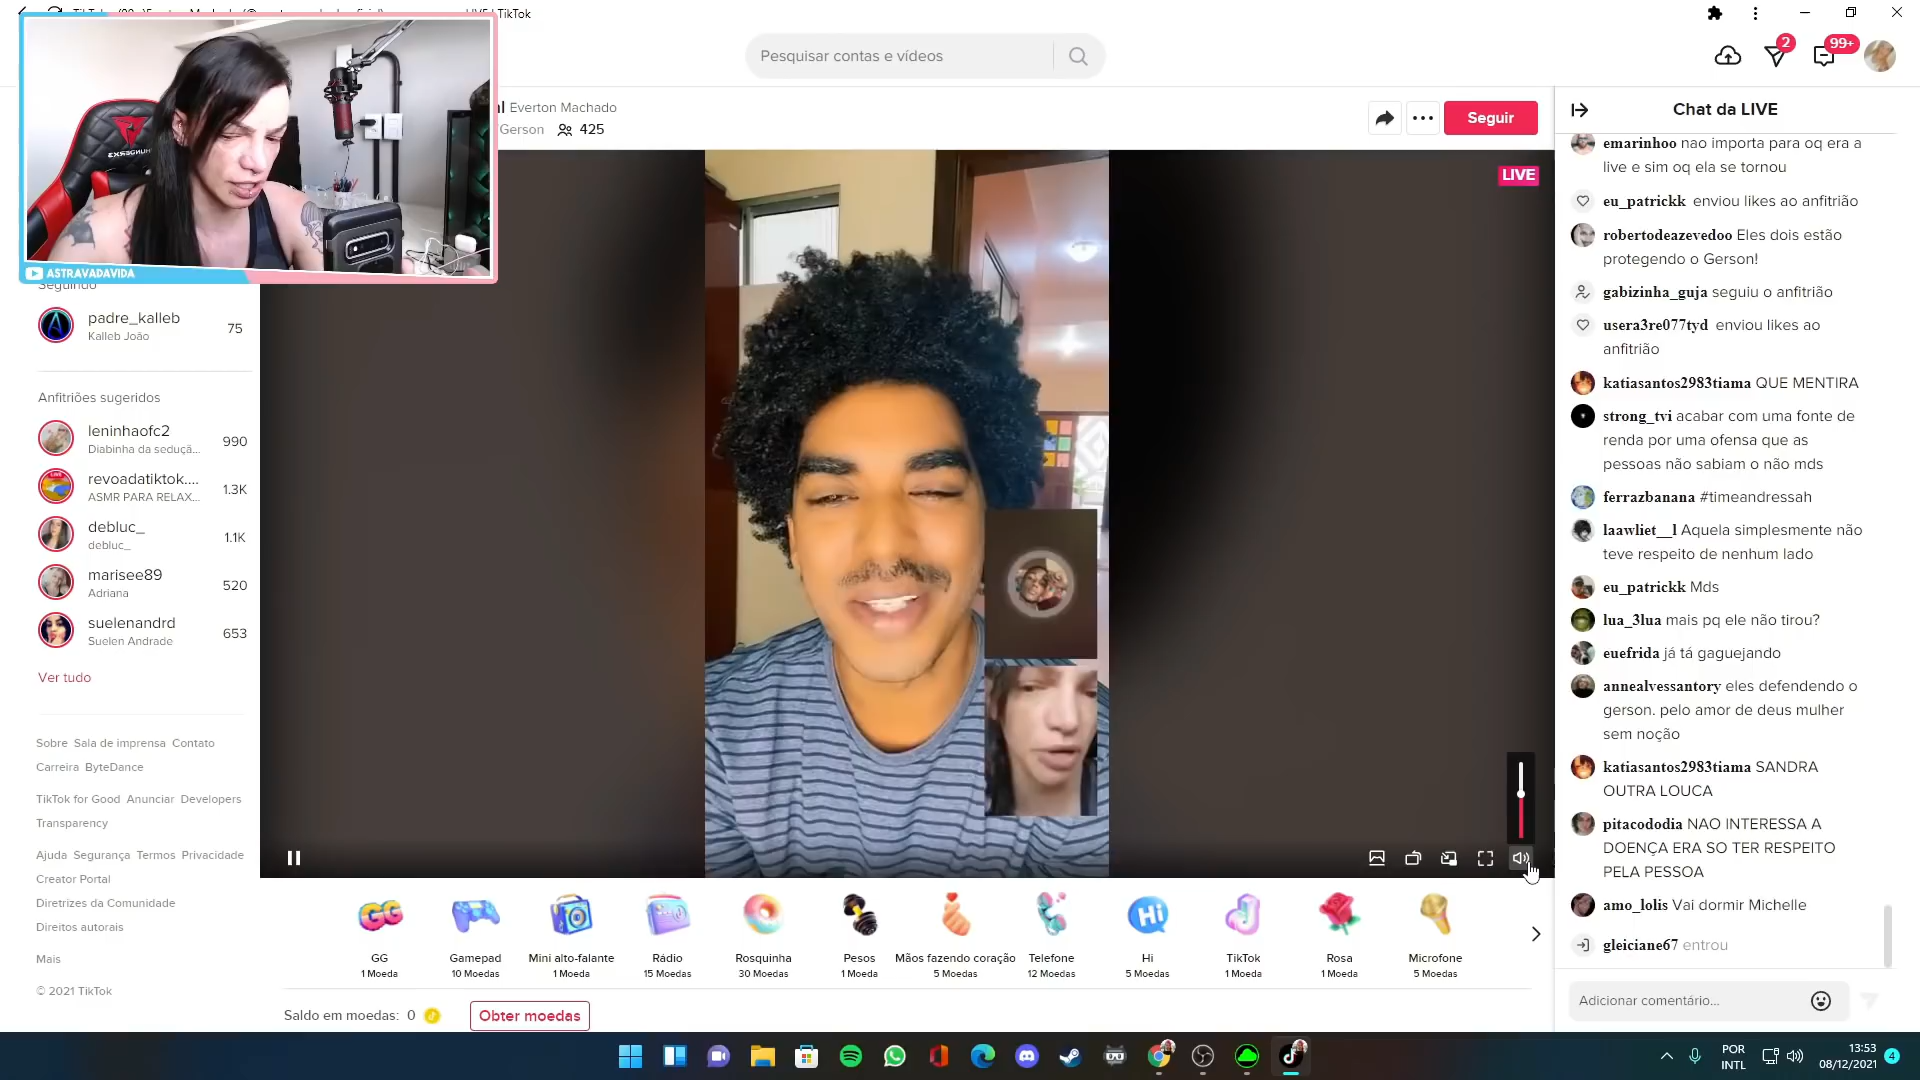 LIVE | TikTok
Pesquisar contas e vídeos
2
99+
ASTRAVADAVIDA
Seguindo
padre_kalleb
Kalleb João
75
Anfitriões sugeridos
leninhaofc2
Diabinha da seduçã...
990
revoadatiktok....
ASMR PARA RELAX...
1.3K
debluc_
debluc_
1.1K
marisee89
Adriana
520
suelenandrd
Suelen Andrade
653
Ver tudo
Sobre Sala de imprensa Contato
Carreira ByteDance
TikTok for Good Anunciar Developers
Transparency
Ajuda Segurança Termos Privacidade
Creator Portal
Diretrizes da Comunidade
Direitos autorais
Mais
© 2021 TikTok
Everton Machado
Gerson 425
Seguir
LIVE
GG
1 Moeda
Gamepad
10 Moedas
Mini alto-falante
1 Moeda
Rádio
15 Moedas
Rosquinha
30 Moedas
Pesos
1 Moeda
Mãos fazendo coração
5 Moedas
Telefone
12 Moedas
Hi
Hi
5 Moedas
TikTok
1 Moeda
Rosa
1 Moeda
Microfone
5 Moedas
Saldo em moedas: 0
Obter moedas
Chat da LIVE
emarinhoo nao importa para oq era a
live e sim oq ela se tornou
eu_patrickk enviou likes ao anfitrião
robertodeazevedoo Eles dois estão
protegendo o Gerson!
gabizinha_guja seguiu o anfitrião
usera3re077tyd enviou likes ao
anfitrião
katiasantos2983tiama QUE MENTIRA
strong_tvi acabar com uma fonte de
renda por uma ofensa que as
pessoas não sabiam o não mds
ferrazbanana #timeandressah
laawliet__l Aquela simplesmente não
teve respeito de nenhum lado
eu_patrickk Mds
lua_3lua mais pq ele não tirou?
euefrida já tá gaguejando
annealvessantory eles defendendo o
gerson. pelo amor de deus mulher
sem noção
katiasantos2983tiama SANDRA
OUTRA LOUCA
pitacododia NAO INTERESSA A
DOENÇA ERA SO TER RESPEITO
PELA PESSOA
amo_lolis Vai dormir Michelle
gleiciane67 entrou
Adicionar comentário...
POR
INTL
13:53
08/12/2021
4